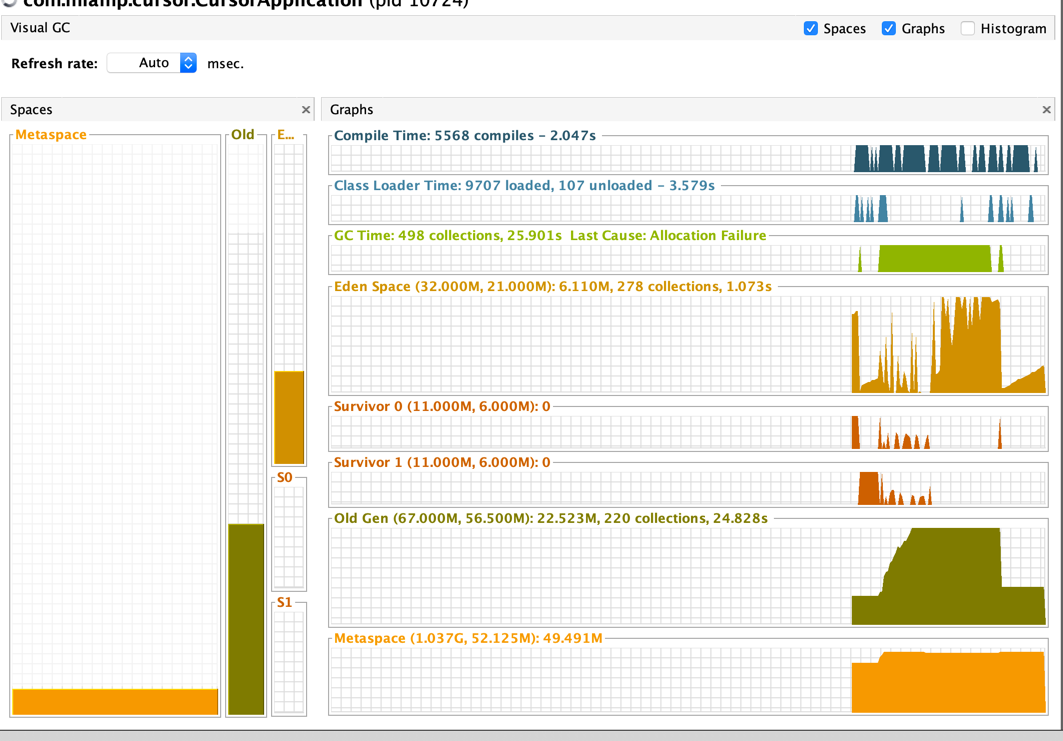 com.mlamp.cursor.CursorApplication (pid 10724)
Visual GC
Spaces
Graphs
Histogram
Refresh rate:
Auto
msec.
Spaces
Graphs
Metaspace
Old
E...
S0
S1
Compile Time: 5568 compiles - 2.047s
Class Loader Time: 9707 loaded, 107 unloaded - 3.579s
GC Time: 498 collections, 25.901s Last Cause: Allocation Failure
Eden Space (32.000M, 21.000M): 6.110M, 278 collections, 1.073s
Survivor 0 (11.000M, 6.000M): 0
Survivor 1 (11.000M, 6.000M): 0
Old Gen (67.000M, 56.500M): 22.523M, 220 collections, 24.828s
Metaspace (1.037G, 52.125M): 49.491M